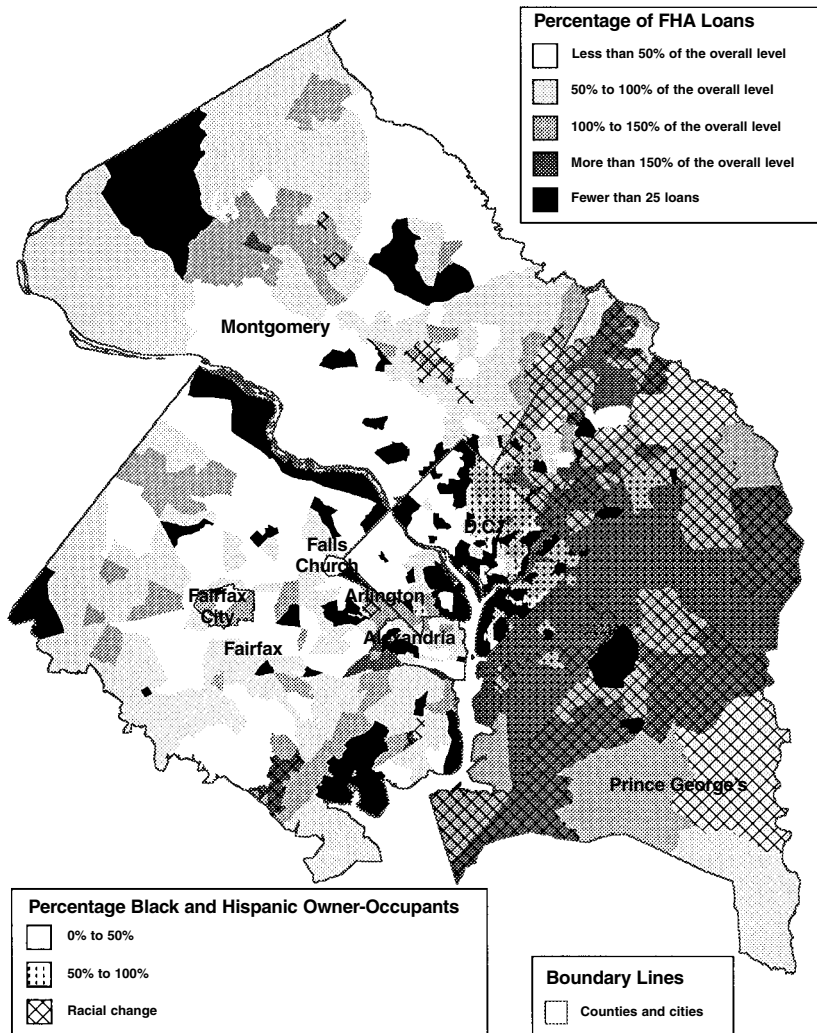 Percentage of FHA Loans
Less than 50% of the overall level
50% to 100% of the overall level
100% to 150% of the overall level
More than 150% of the overall level
Fewer than 25 loans
Montgomery
D.C.
Falls
Church
Arlington
Fairfax
City
Alexandria
Fairfax
Prince George's
Percentage Black and Hispanic Owner-Occupants
0% to 50%
50% to 100%
Racial change
Boundary Lines
Counties and cities